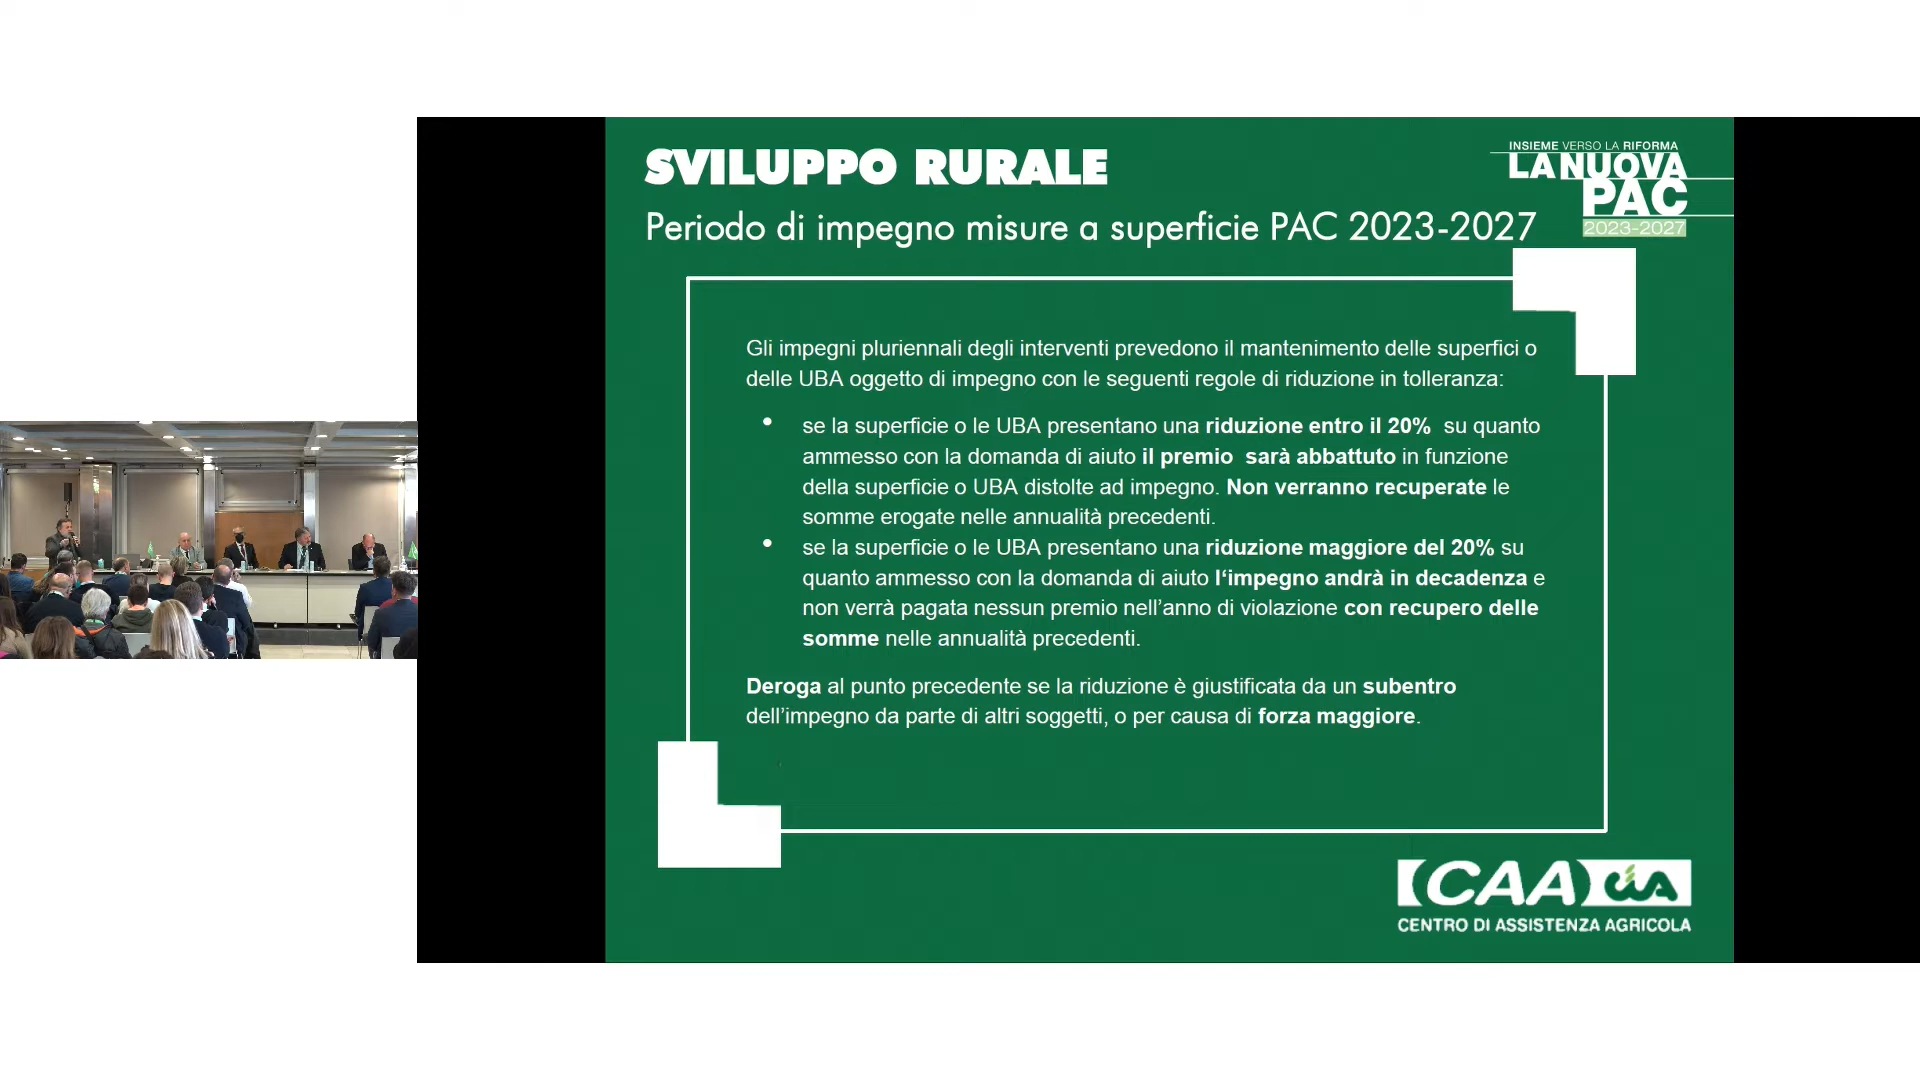 SVILUPPO RURALE
INSIEME VERSO LA RIFORMA
LA NUOVA
PAC
2023-2027
Periodo di impegno misure a superficie PAC 2023-2027
Gli impegni pluriennali degli interventi prevedono il mantenimento delle superfici o
delle UBA oggetto di impegno con le seguenti regole di riduzione in tolleranza:
• se la superficie o le UBA presentano una riduzione entro il 20% su quanto
ammesso con la domanda di aiuto il premio sarà abbattuto in funzione
della superficie o UBA distolte ad impegno. Non verranno recuperate le
somme erogate nelle annualità precedenti.
• se la superficie o le UBA presentano una riduzione maggiore del 20% su
quanto ammesso con la domanda di aiuto l‘impegno andrà in decadenza e
non verrà pagata nessun premio nell’anno di violazione con recupero delle
somme nelle annualità precedenti.
Deroga al punto precedente se la riduzione è giustificata da un subentro
dell’impegno da parte di altri soggetti, o per causa di forza maggiore.
CAA CIA
CENTRO DI ASSISTENZA AGRICOLA